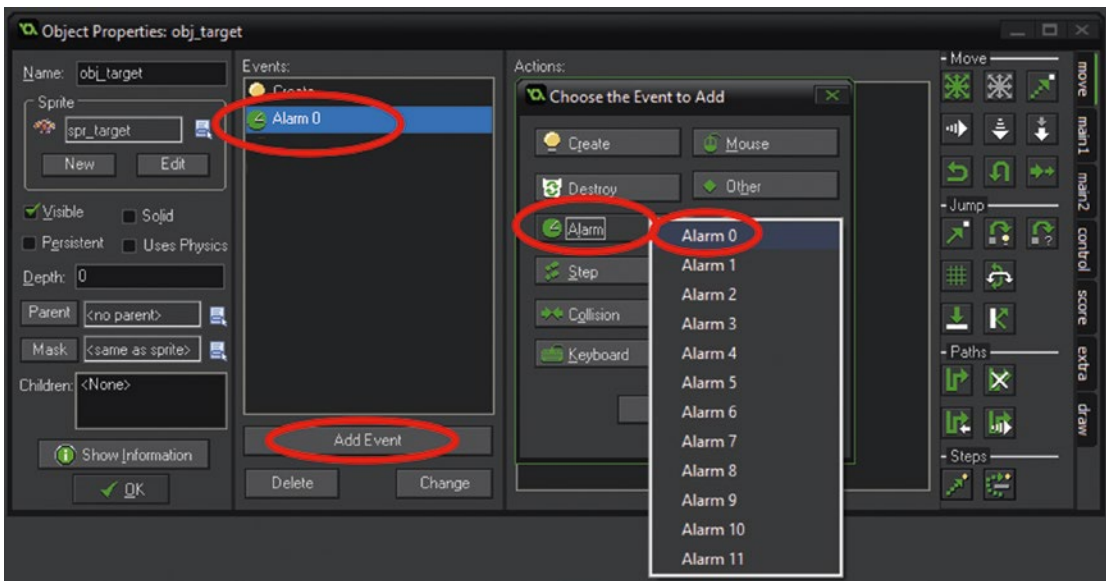 Object Properties: obj_target
Name: obj_target
Sprite
spr_target
New Edit
Visible Solid
Persistent Uses Physics
Depth: 0
Parent <no parent>
Mask <same as sprite>
Children: <None>
Show Information
OK
Events:
Create
Alarm 0
Add Event
Delete Change
Actions:
Choose the Event to Add
Create Mouse
Destroy Other
Alarm
Step
Collision
Keyboard
Alarm 0
Alarm 1
Alarm 2
Alarm 3
Alarm 4
Alarm 5
Alarm 6
Alarm 7
Alarm 8
Alarm 9
Alarm 10
Alarm 11
Move
Jump
Paths
Steps
move
main1
main2
control
score
extra
draw